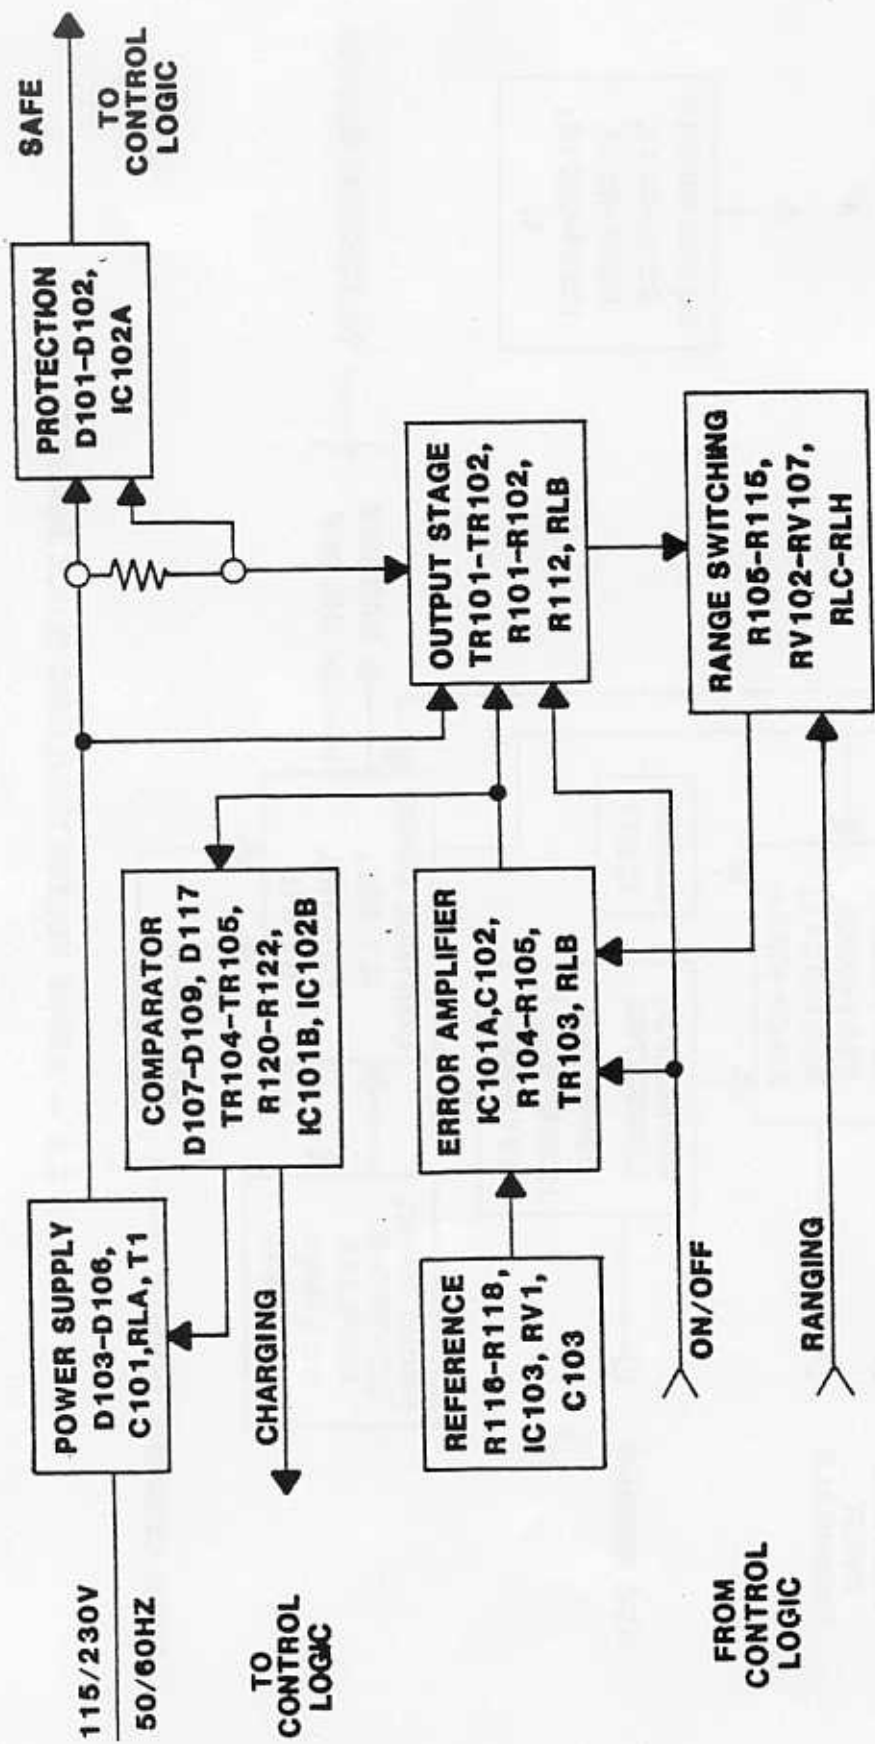 115/230V
50/60HZ
POWER SUPPLY
D103-D106,
C101,RLA, T1
PROTECTION
D101-D102,
IC102A
SAFE
TO
CONTROL
LOGIC
COMPARATOR
D107-D109, D117
TR104-TR105,
R120-R122,
IC101B, IC102B
CHARGING
TO
CONTROL
LOGIC
REFERENCE
R116-R118,
IC103, RV1,
C103
ERROR AMPLIFIER
IC101A,C102,
R104-R105,
TR103, RLB
OUTPUT STAGE
TR101-TR102,
R101-R102,
R112, RLB
ON/OFF
FROM
CONTROL
LOGIC
RANGING
RANGE SWITCHING
R105-R115,
RV102-RV107,
RLC-RLH